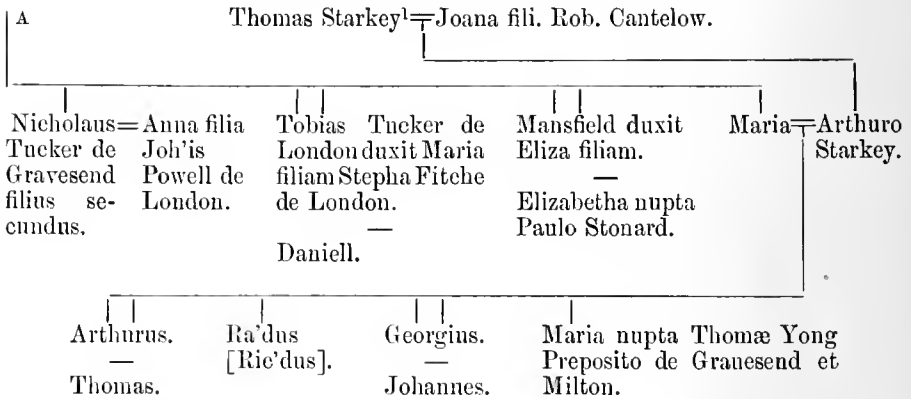 A
Thomas Starkey¹=Joana fili. Rob. Cantelow.
Nicholaus=Anna filia
Tucker de Joh'is
Gravesend Powell de
filius se- London.
cundus.
Tobias Tucker de
London duxit Maria
filiam Stepha Fitche
de London.
—
Daniell.
Mansfield duxit
Eliza filiam.
—
Elizabetha nupta
Paulo Stonard.
Maria=Arthuro
Starkey.
Arthurus.
—
Thomas.
Ra'dus
[Ric'dus].
Georgius.
—
Johannes.
Maria nupta Thomæ Yong
Preposito de Grauesend et
Milton.